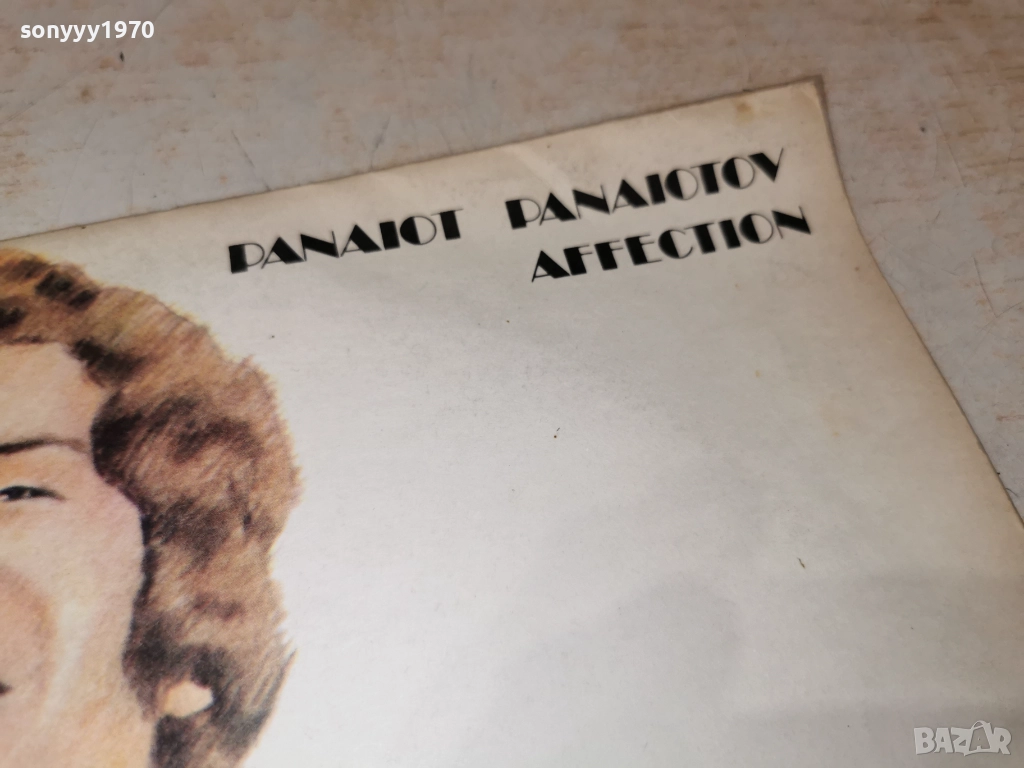 sonyyy1970
PANAIOT PANAIOTOV
AFFECTION
BAZAR